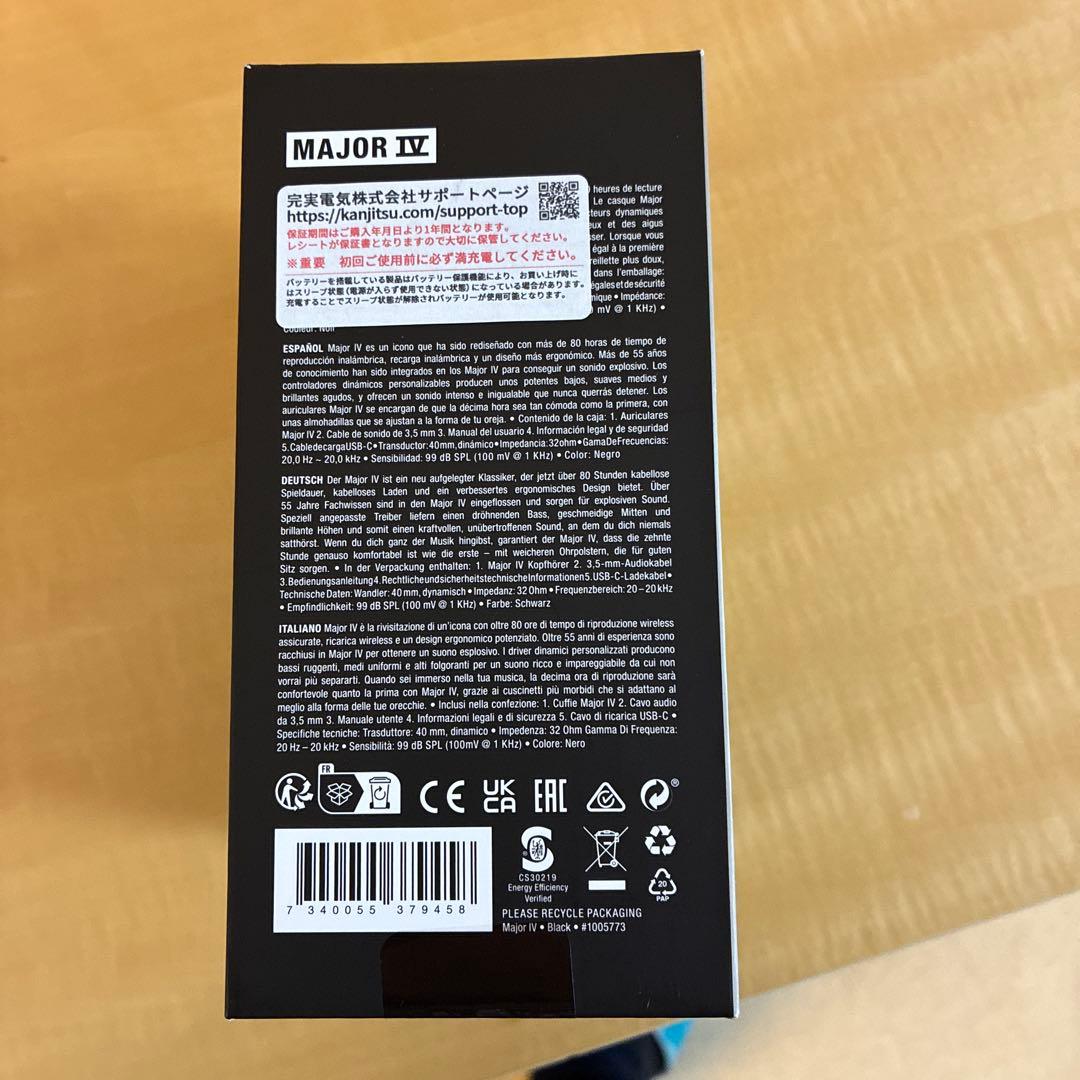 MAJOR IV
完実電気株式会社サポートページ
https://kanjitsu.com/support-top
保証期間はご購入年月日より1年間となります。
レシートが保証書となりますので大切に保管してください。
※重要 初回ご使用前に必ず満充電してください。
バッテリーを搭載している製品はバッテリー保護機能により、お買い上げ時に
はスリープ状態(電源が入らず使用できない状態)になっている場合があります。
充電することでスリープ状態が解除されバッテリーが使用可能となります。
heures de lecture
Le casque Major
dynamiques
et des aigus
Lorsque vous
égal à la première
plus doux,
dans l'emballage:
légales et de sécurité
• Impédance:
mV @ 1 KHz) •
Couleur: Noir
ESPAÑOL Major IV es un icono que ha sido rediseñado con más de 80 horas de tiempo de
reproducción inalámbrica, recarga inalámbrica y un diseño más ergonómico. Más de 55 años
de conocimiento han sido integrados en los Major IV para conseguir un sonido explosivo. Los
controladores dinámicos personalizables producen unos potentes bajos, suaves medios y
brillantes agudos, y ofrecen un sonido intenso e inigualable que nunca querrás detener. Los
auriculares Major IV se encargan de que la décima hora sea tan cómoda como la primera, con
unas almohadillas que se ajustan a la forma de tu oreja. • Contenido de la caja: 1. Auriculares
Major IV 2. Cable de sonido de 3,5 mm 3. Manual del usuario 4. Información legal y de seguridad
5.CabledecargaUSB-C•Transductor:40mm,dinámico•Impedancia:32ohm•GamaDeFrecuencias:
20,0 Hz ~ 20,0 kHz • Sensibilidad: 99 dB SPL (100 mV @ 1 KHz) • Color: Negro
DEUTSCH Der Major IV ist ein neu aufgelegter Klassiker, der jetzt über 80 Stunden kabellose
Spieldauer, kabelloses Laden und ein verbessertes ergonomisches Design bietet. Über
55 Jahre Fachwissen sind in den Major IV eingeflossen und sorgen für explosiven Sound.
Speziell angepasste Treiber liefern einen dröhnenden Bass, geschmeidige Mitten und
brillante Höhen und somit einen kraftvollen, unübertroffenen Sound, an dem du dich niemals
satthörst. Wenn du dich ganz der Musik hingibst, garantiert der Major IV, dass die zehnte
Stunde genauso komfortabel ist wie die erste – mit weicheren Ohrpolstern, die für guten
Sitz sorgen. • In der Verpackung enthalten: 1. Major IV Kopfhörer 2. 3,5-mm-Audiokabel
3.Bedienungsanleitung4.RechtlicheundsicherheitstechnischeInformationen5.USB-C-Ladekabel•
Technische Daten: Wandler: 40 mm, dynamisch • Impedanz: 32 Ohm • Frequenzbereich: 20 – 20 kHz
• Empfindlichkeit: 99 dB SPL (100 mV @ 1 KHz) • Farbe: Schwarz
ITALIANO Major IV è la rivisitazione di un'icona con oltre 80 ore di tempo di riproduzione wireless
assicurate, ricarica wireless e un design ergonomico potenziato. Oltre 55 anni di esperienza sono
racchiusi in Major IV per ottenere un suono esplosivo. I driver dinamici personalizzati producono
bassi ruggenti, medi uniformi e alti folgoranti per un suono ricco e impareggiabile da cui non
vorrai più separarti. Quando sei immerso nella tua musica, la decima ora di riproduzione sarà
confortevole quanto la prima con Major IV, grazie ai cuscinetti più morbidi che si adattano al
meglio alla forma delle tue orecchie. • Inclusi nella confezione: 1. Cuffie Major IV 2. Cavo audio
da 3,5 mm 3. Manuale utente 4. Informazioni legali e di sicurezza 5. Cavo di ricarica USB-C •
Specifiche tecniche: Trasduttore: 40 mm, dinamico • Impedenza: 32 Ohm Gamma Di Frequenza:
20 Hz – 20 kHz • Sensibilità: 99 dB SPL (100mV @ 1 KHz) • Colore: Nero
FR
CE UK CA EAC ®
7 340055 379458
CS30219
Energy Efficiency
Verified
20
PAP
PLEASE RECYCLE PACKAGING
Major IV • Black • #1005773